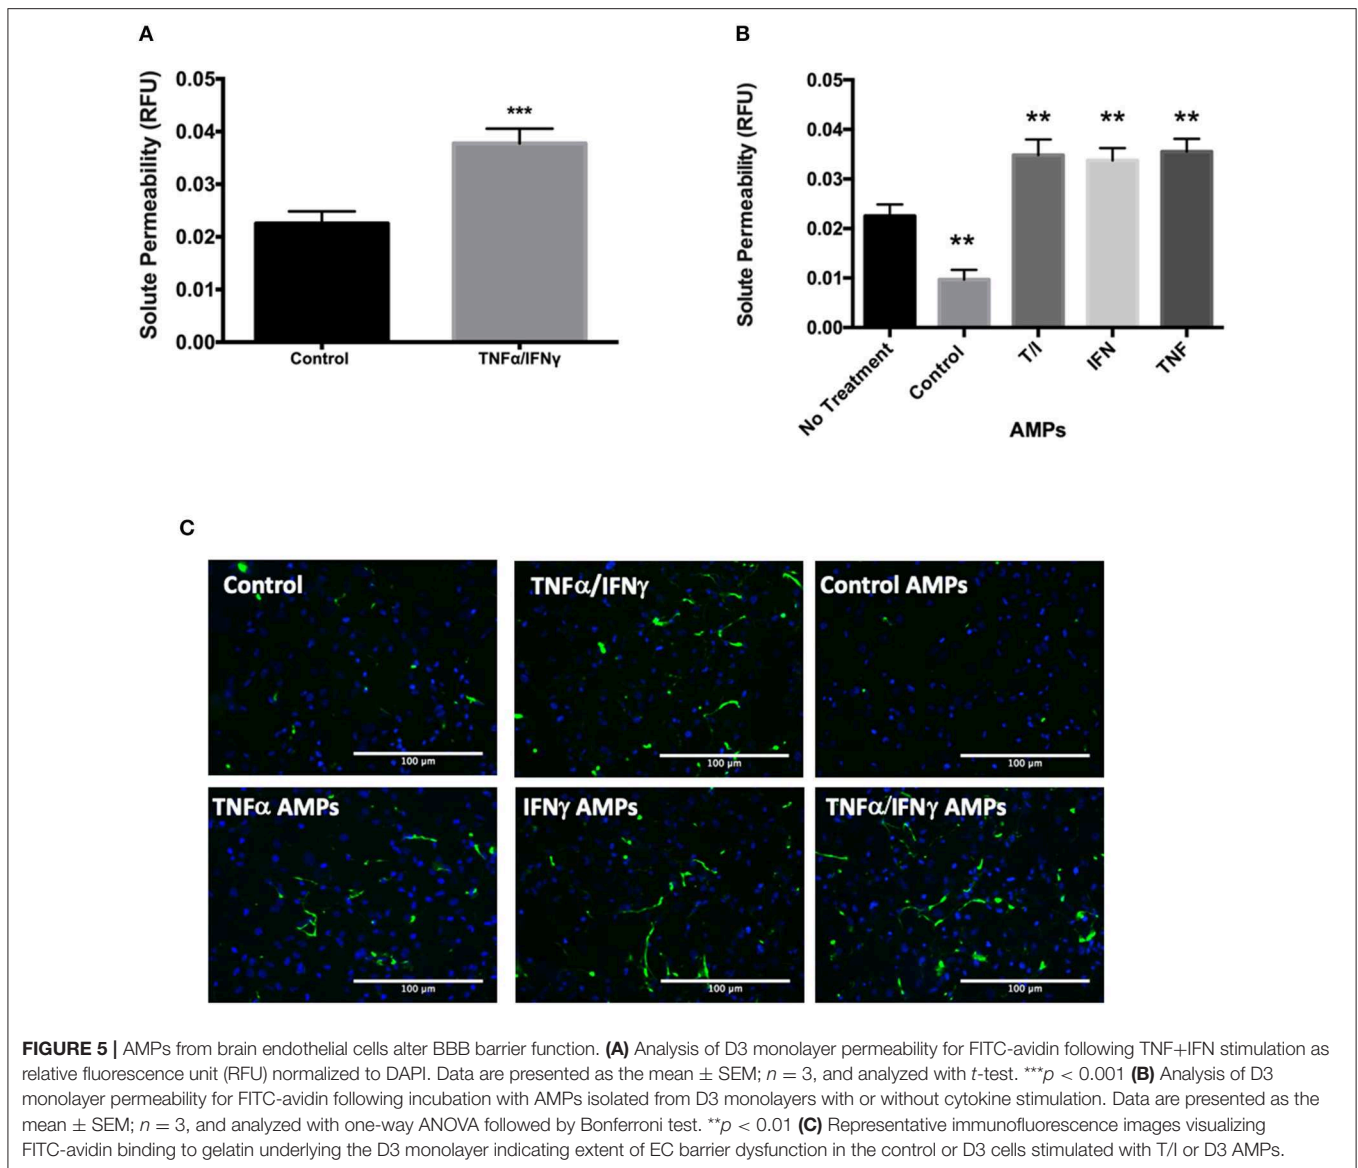 A
Solute Permeability (RFU)
0.05
0.04
0.03
0.02
0.01
0.00
***
Control
TNFα/IFNγ
B
Solute Permeability (RFU)
0.05
0.04
0.03
0.02
0.01
0.00
**
**
**
**
No Treatment
Control
T/I
IFN
TNF
AMPs
C
Control
100 µm
TNFα/IFNγ
100 µm
Control AMPs
100 µm
TNFα AMPs
100 µm
IFNγ AMPs
100 µm
TNFα/IFNγ AMPs
100 µm
FIGURE 5 | AMPs from brain endothelial cells alter BBB barrier function. (A) Analysis of D3 monolayer permeability for FITC-avidin following TNF+IFN stimulation as
relative fluorescence unit (RFU) normalized to DAPI. Data are presented as the mean ± SEM; n = 3, and analyzed with t-test. ***p < 0.001 (B) Analysis of D3
monolayer permeability for FITC-avidin following incubation with AMPs isolated from D3 monolayers with or without cytokine stimulation. Data are presented as the
mean ± SEM; n = 3, and analyzed with one-way ANOVA followed by Bonferroni test. **p < 0.01 (C) Representative immunofluorescence images visualizing
FITC-avidin binding to gelatin underlying the D3 monolayer indicating extent of EC barrier dysfunction in the control or D3 cells stimulated with T/I or D3 AMPs.